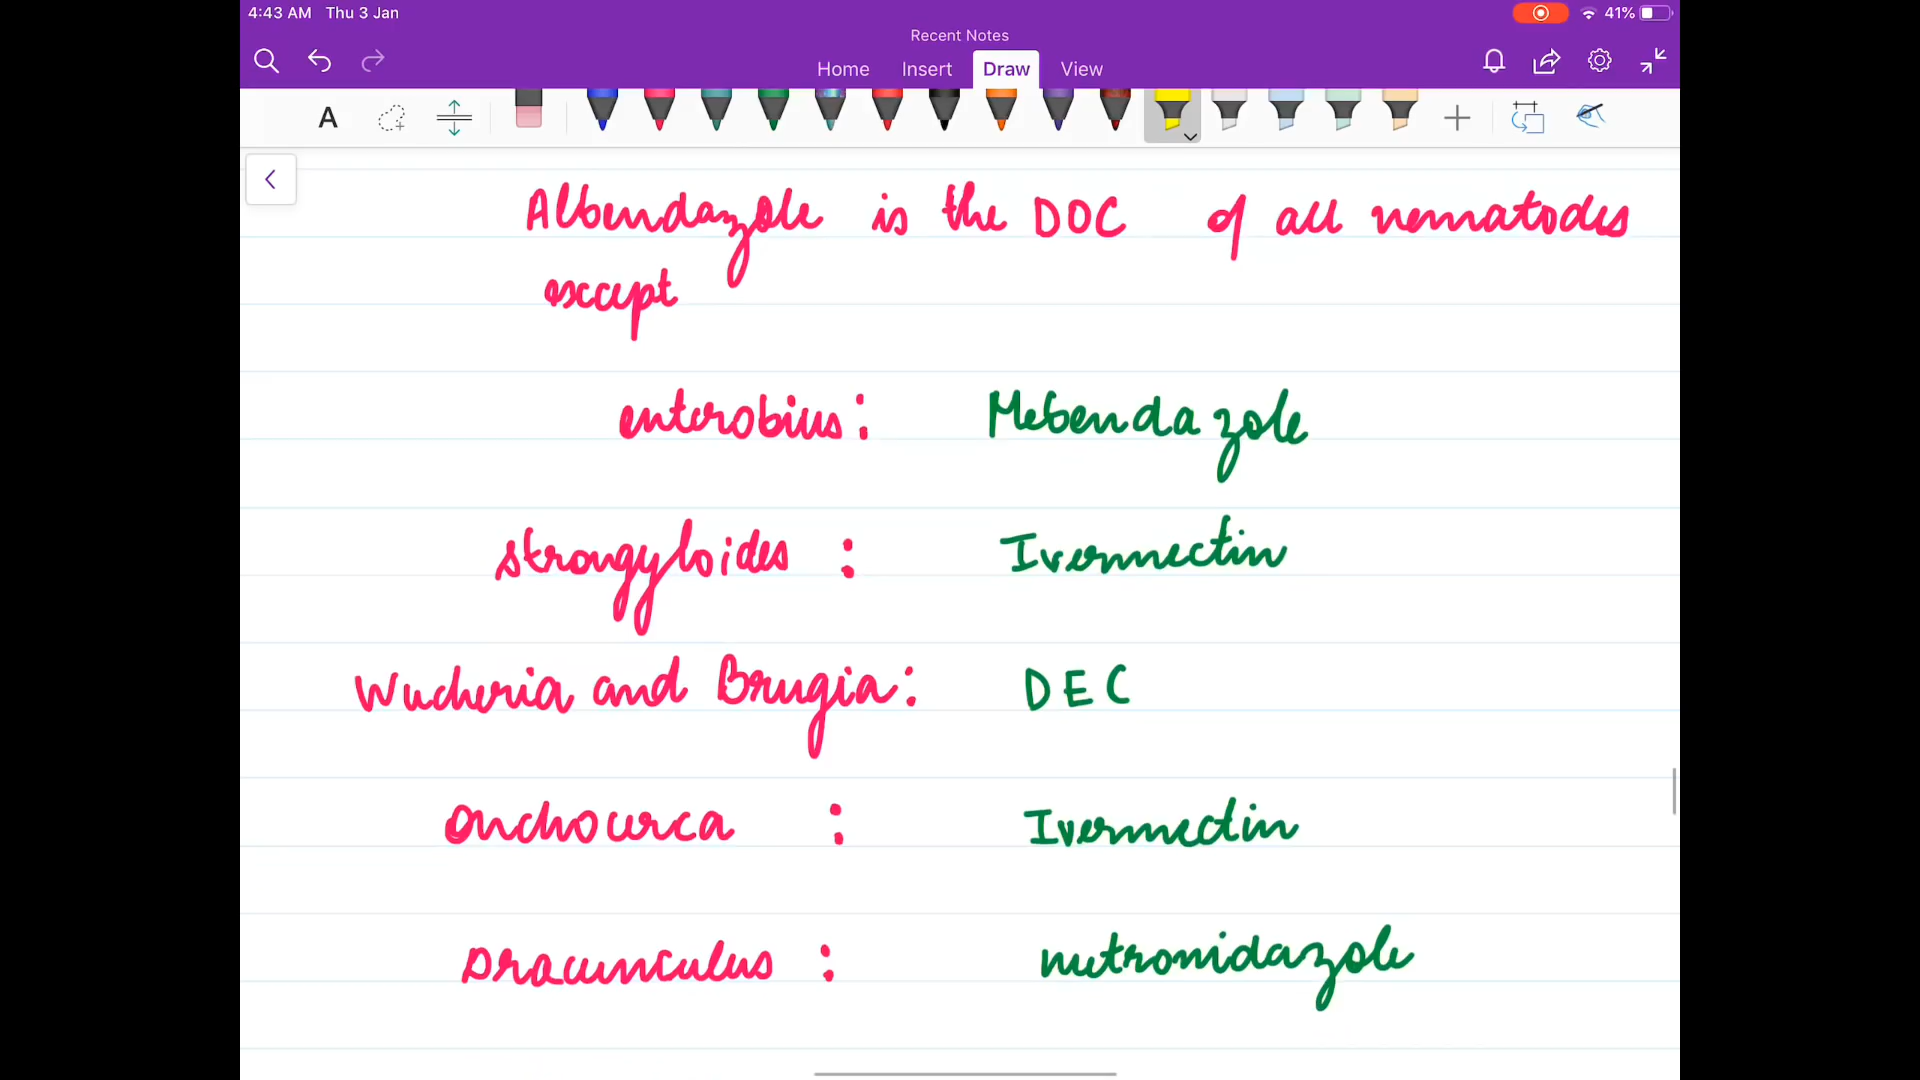 4:43 AM Thu 3 Jan
41%
Recent Notes
Home Insert Draw View
A
Albendazole is the DOC of all nematodes
except
enterobius: Mebendazole
strongyloides : Ivermectin
Wucheria and Brugia: DEC
Onchocerca : Ivermectin
Dracunculus : metronidazole